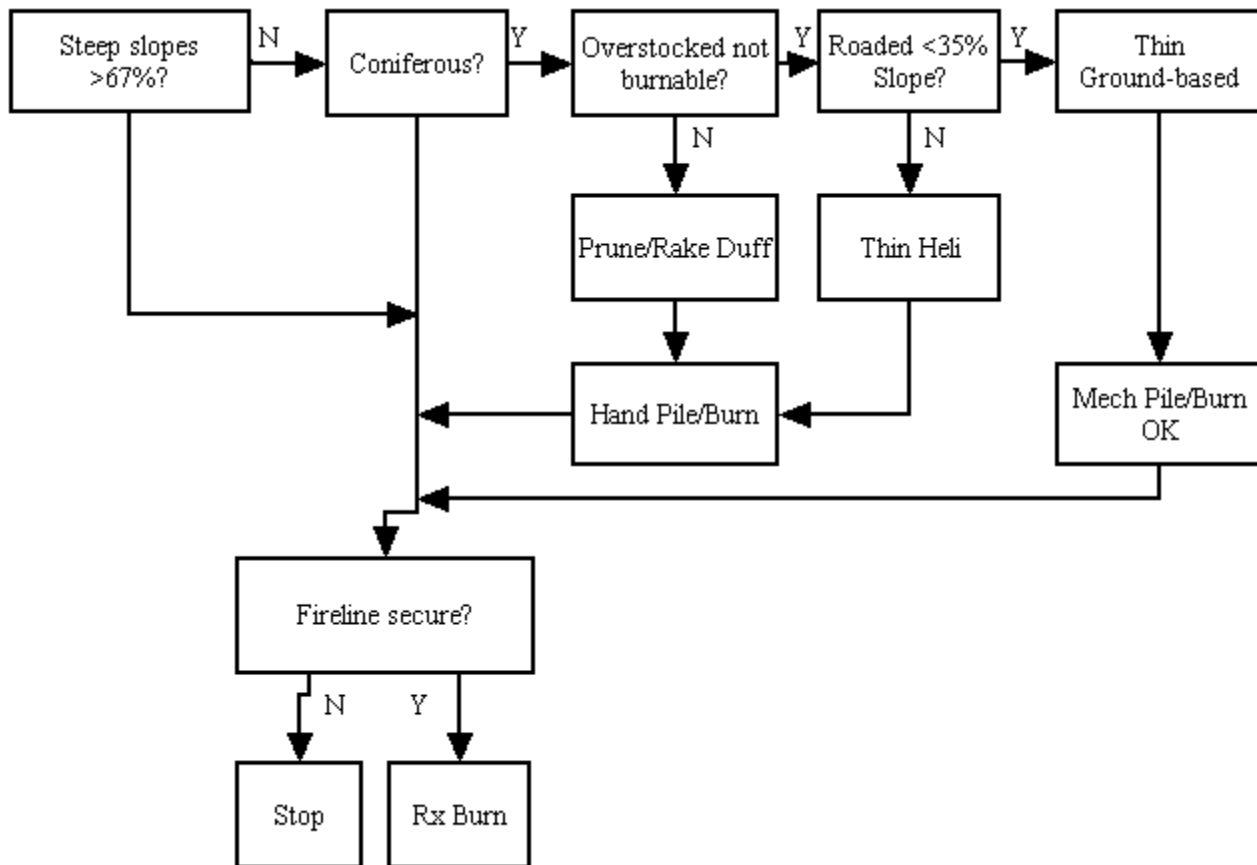 Steep slopes
>67%?
N
Coniferous?
Y
Overstocked not
burnable?
Y
Roaded <35%
Slope?
Y
Thin
Ground-based
N
N
Prune/Rake Duff
Thin Heli
Hand Pile/Burn
Mech Pile/Burn
OK
Fireline secure?
N
Y
Stop
Rx Burn